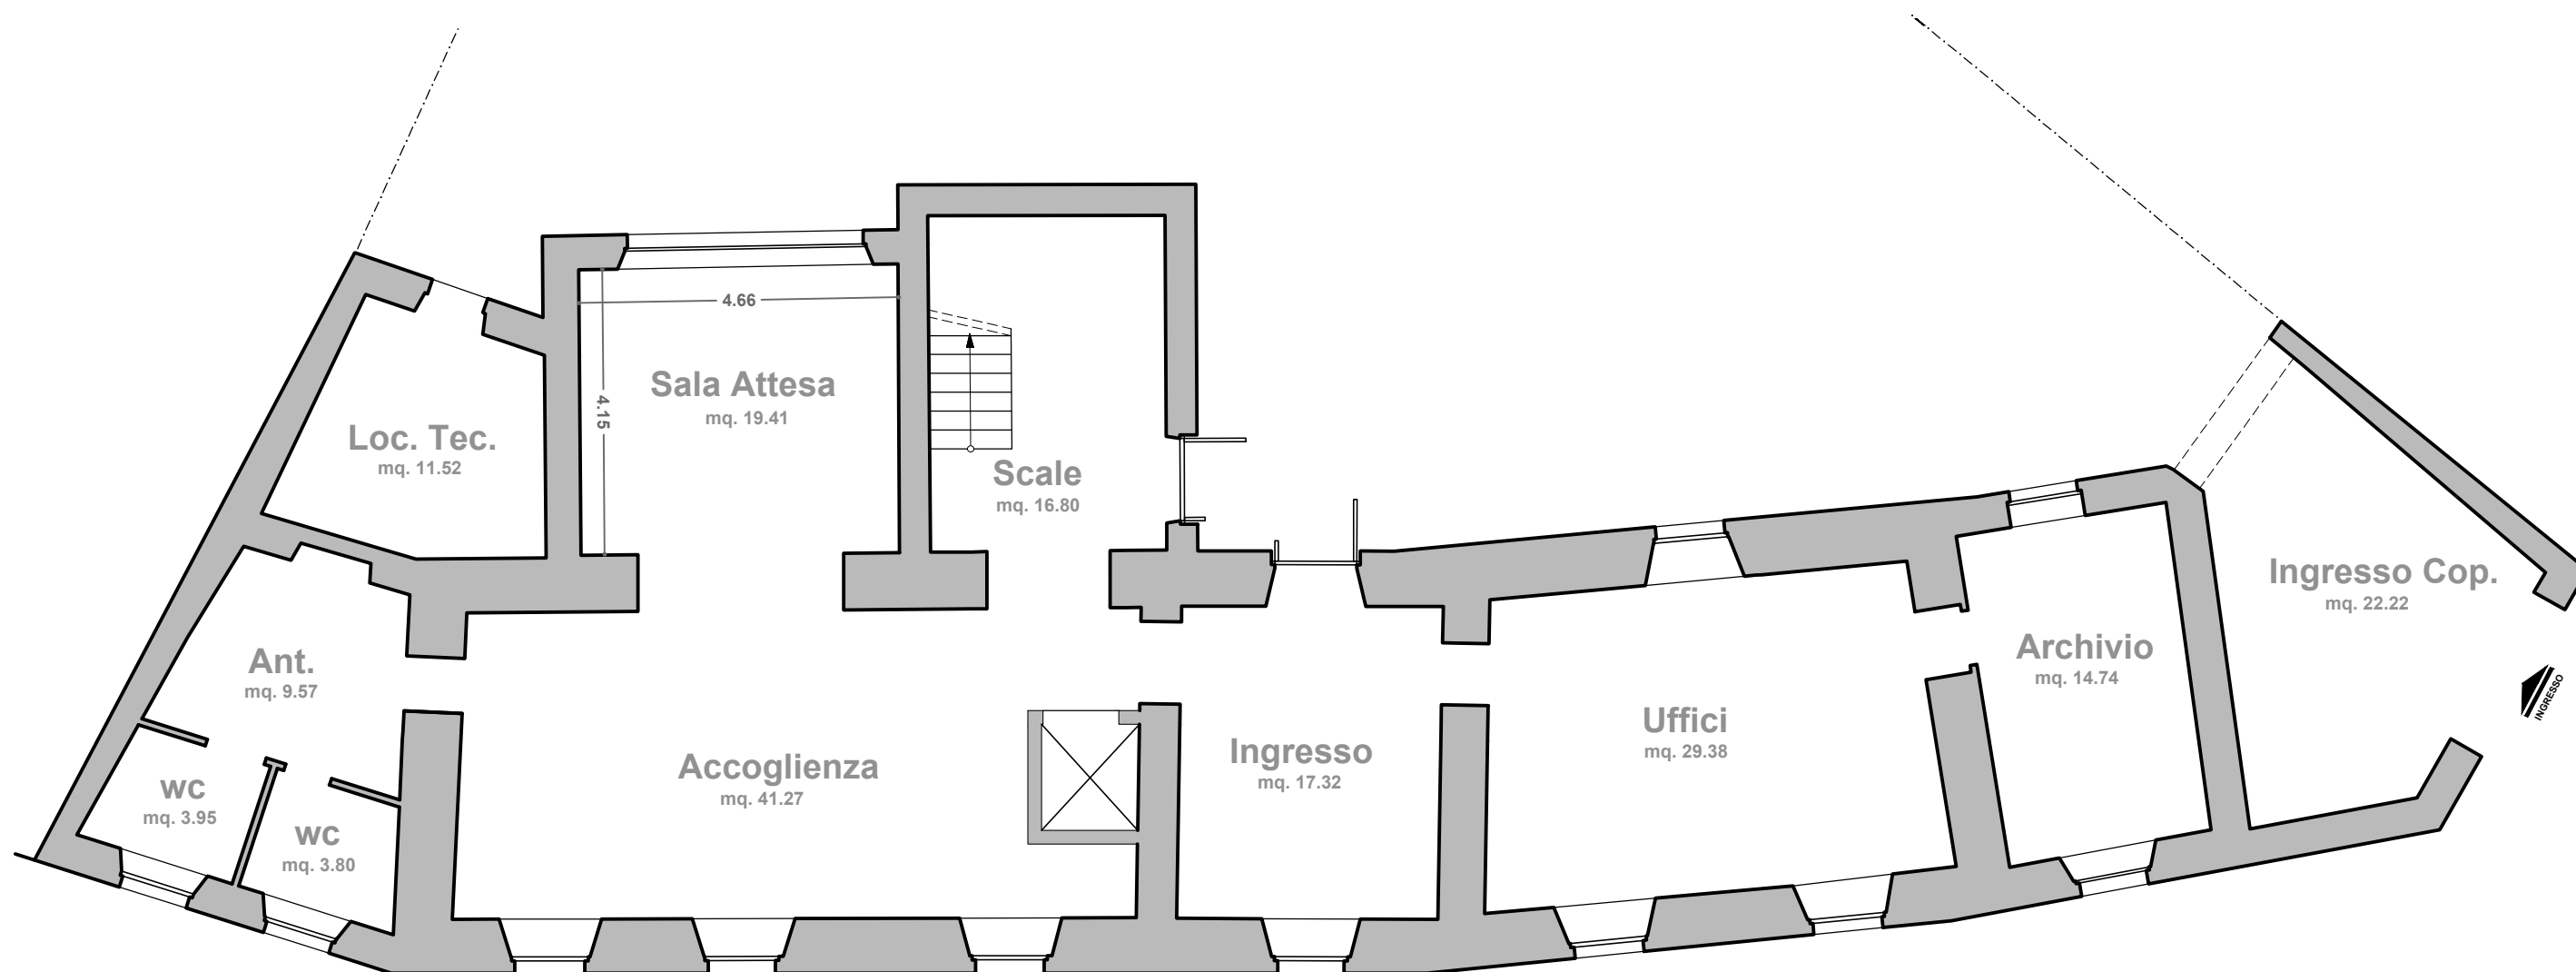 4.66
4.15
Sala Attesa
mq. 19.41
Loc. Tec.
mq. 11.52
Scale
mq. 16.80
Ingresso Cop.
mq. 22.22
INGRESSO
Ant.
mq. 9.57
Archivio
mq. 14.74
Uffici
mq. 29.38
Ingresso
mq. 17.32
Accoglienza
mq. 41.27
wc
mq. 3.95
wc
mq. 3.80